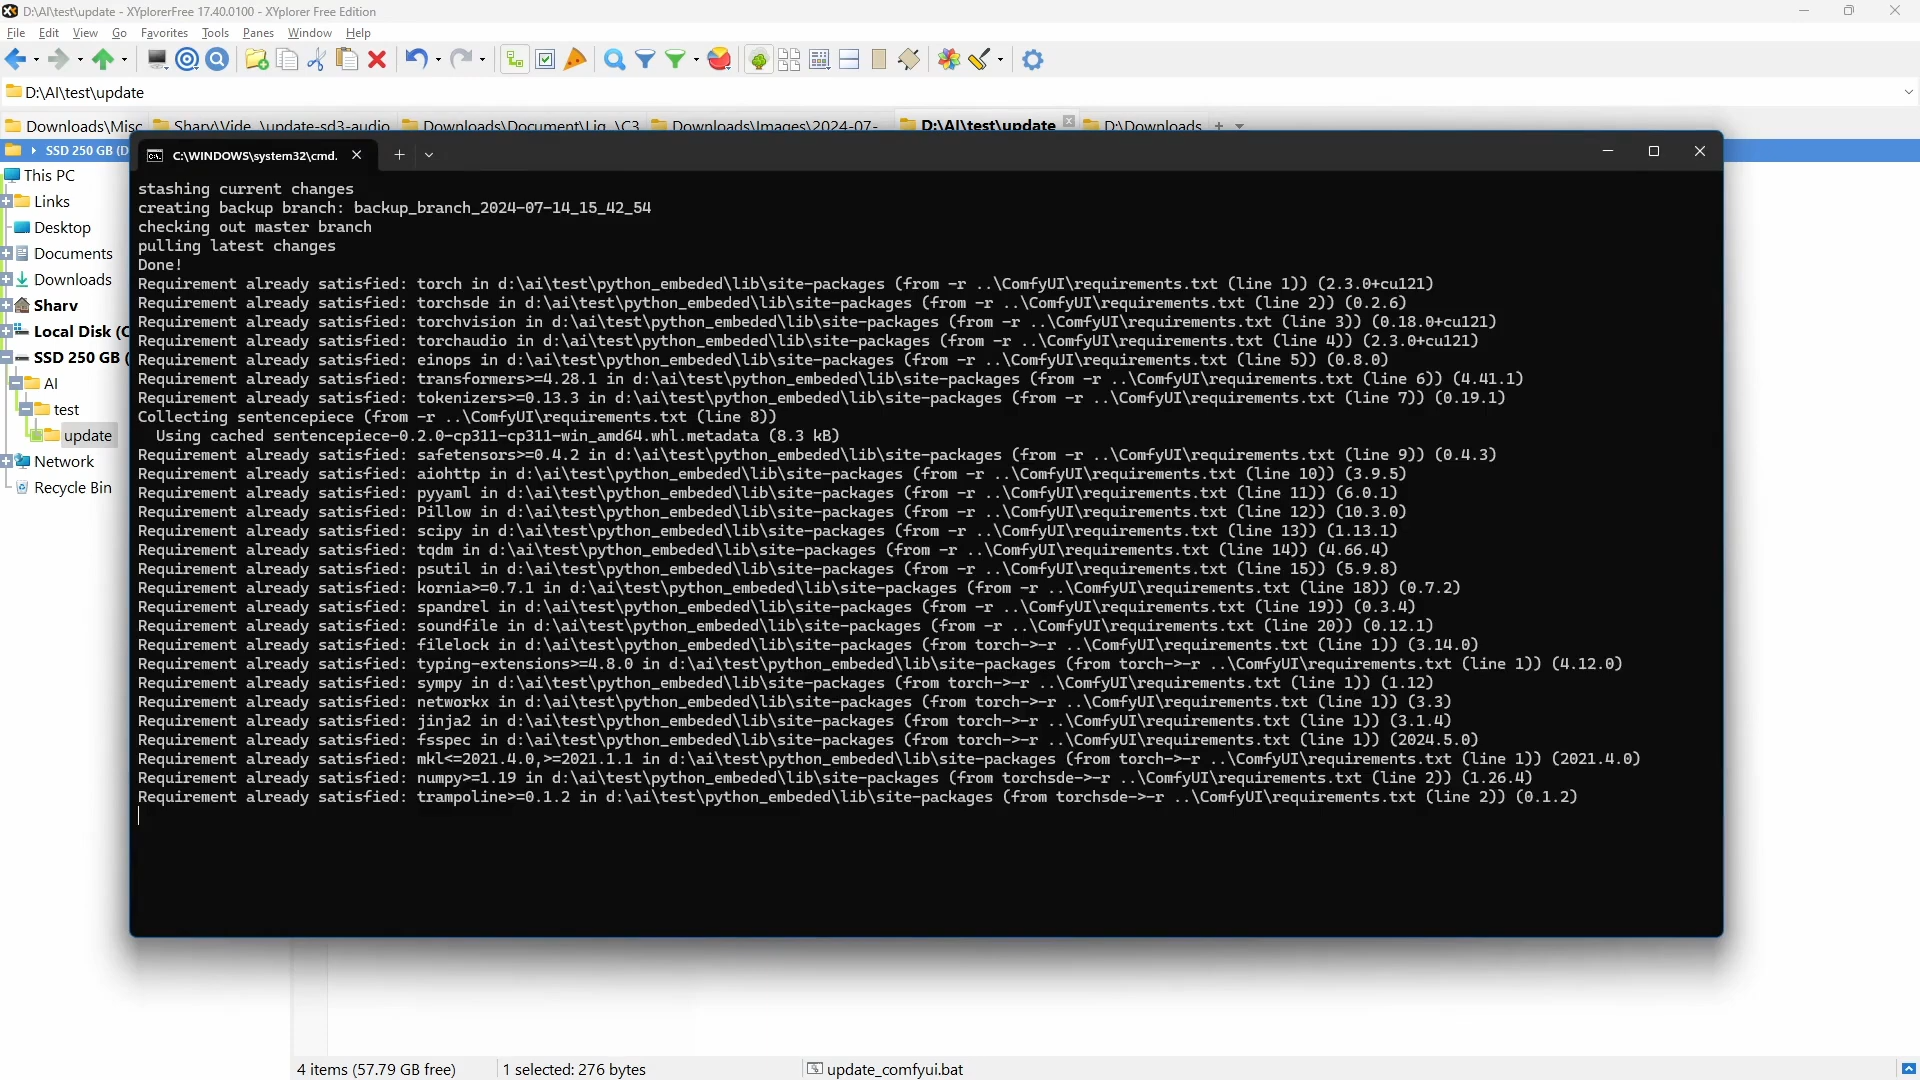 D:\AI\test\update - XYplorerFree 17.40.0100 - XYplorer Free Edition
File Edit View Go Favorites Tools Panes Window Help
D:\AI\test\update
Downloads\Misc Sharv\Vide...\update-sd3-audio Downloads\Document\Lig...\C3 Downloads\Images\2024-07- D:\AI\test\update D:\Downloads
SSD 250 GB (D
This PC
Links
Desktop
Documents
Downloads
Sharv
Local Disk (C
SSD 250 GB (
AI
test
update
Network
Recycle Bin
C:\WINDOWS\system32\cmd.
stashing current changes
creating backup branch: backup_branch_2024-07-14_15_42_54
checking out master branch
pulling latest changes
Done!
Requirement already satisfied: torch in d:\ai\test\python_embeded\lib\site-packages (from -r ..\ComfyUI\requirements.txt (line 1)) (2.3.0+cu121)
Requirement already satisfied: torchsde in d:\ai\test\python_embeded\lib\site-packages (from -r ..\ComfyUI\requirements.txt (line 2)) (0.2.6)
Requirement already satisfied: torchvision in d:\ai\test\python_embeded\lib\site-packages (from -r ..\ComfyUI\requirements.txt (line 3)) (0.18.0+cu121)
Requirement already satisfied: torchaudio in d:\ai\test\python_embeded\lib\site-packages (from -r ..\ComfyUI\requirements.txt (line 4)) (2.3.0+cu121)
Requirement already satisfied: einops in d:\ai\test\python_embeded\lib\site-packages (from -r ..\ComfyUI\requirements.txt (line 5)) (0.8.0)
Requirement already satisfied: transformers>=4.28.1 in d:\ai\test\python_embeded\lib\site-packages (from -r ..\ComfyUI\requirements.txt (line 6)) (4.41.1)
Requirement already satisfied: tokenizers>=0.13.3 in d:\ai\test\python_embeded\lib\site-packages (from -r ..\ComfyUI\requirements.txt (line 7)) (0.19.1)
Collecting sentencepiece (from -r ..\ComfyUI\requirements.txt (line 8))
Using cached sentencepiece-0.2.0-cp311-cp311-win_amd64.whl.metadata (8.3 kB)
Requirement already satisfied: safetensors>=0.4.2 in d:\ai\test\python_embeded\lib\site-packages (from -r ..\ComfyUI\requirements.txt (line 9)) (0.4.3)
Requirement already satisfied: aiohttp in d:\ai\test\python_embeded\lib\site-packages (from -r ..\ComfyUI\requirements.txt (line 10)) (3.9.5)
Requirement already satisfied: pyyaml in d:\ai\test\python_embeded\lib\site-packages (from -r ..\ComfyUI\requirements.txt (line 11)) (6.0.1)
Requirement already satisfied: Pillow in d:\ai\test\python_embeded\lib\site-packages (from -r ..\ComfyUI\requirements.txt (line 12)) (10.3.0)
Requirement already satisfied: scipy in d:\ai\test\python_embeded\lib\site-packages (from -r ..\ComfyUI\requirements.txt (line 13)) (1.13.1)
Requirement already satisfied: tqdm in d:\ai\test\python_embeded\lib\site-packages (from -r ..\ComfyUI\requirements.txt (line 14)) (4.66.4)
Requirement already satisfied: psutil in d:\ai\test\python_embeded\lib\site-packages (from -r ..\ComfyUI\requirements.txt (line 15)) (5.9.8)
Requirement already satisfied: kornia>=0.7.1 in d:\ai\test\python_embeded\lib\site-packages (from -r ..\ComfyUI\requirements.txt (line 18)) (0.7.2)
Requirement already satisfied: spandrel in d:\ai\test\python_embeded\lib\site-packages (from -r ..\ComfyUI\requirements.txt (line 19)) (0.3.4)
Requirement already satisfied: soundfile in d:\ai\test\python_embeded\lib\site-packages (from -r ..\ComfyUI\requirements.txt (line 20)) (0.12.1)
Requirement already satisfied: filelock in d:\ai\test\python_embeded\lib\site-packages (from torch->-r ..\ComfyUI\requirements.txt (line 1)) (3.14.0)
Requirement already satisfied: typing-extensions>=4.8.0 in d:\ai\test\python_embeded\lib\site-packages (from torch->-r ..\ComfyUI\requirements.txt (line 1)) (4.12.0)
Requirement already satisfied: sympy in d:\ai\test\python_embeded\lib\site-packages (from torch->-r ..\ComfyUI\requirements.txt (line 1)) (1.12)
Requirement already satisfied: networkx in d:\ai\test\python_embeded\lib\site-packages (from torch->-r ..\ComfyUI\requirements.txt (line 1)) (3.3)
Requirement already satisfied: jinja2 in d:\ai\test\python_embeded\lib\site-packages (from torch->-r ..\ComfyUI\requirements.txt (line 1)) (3.1.4)
Requirement already satisfied: fsspec in d:\ai\test\python_embeded\lib\site-packages (from torch->-r ..\ComfyUI\requirements.txt (line 1)) (2024.5.0)
Requirement already satisfied: mkl<=2021.4.0,>=2021.1.1 in d:\ai\test\python_embeded\lib\site-packages (from torch->-r ..\ComfyUI\requirements.txt (line 1)) (2021.4.0)
Requirement already satisfied: numpy>=1.19 in d:\ai\test\python_embeded\lib\site-packages (from torchsde->-r ..\ComfyUI\requirements.txt (line 2)) (1.26.4)
Requirement already satisfied: trampoline>=0.1.2 in d:\ai\test\python_embeded\lib\site-packages (from torchsde->-r ..\ComfyUI\requirements.txt (line 2)) (0.1.2)
4 items (57.79 GB free) 1 selected: 276 bytes update_comfyui.bat